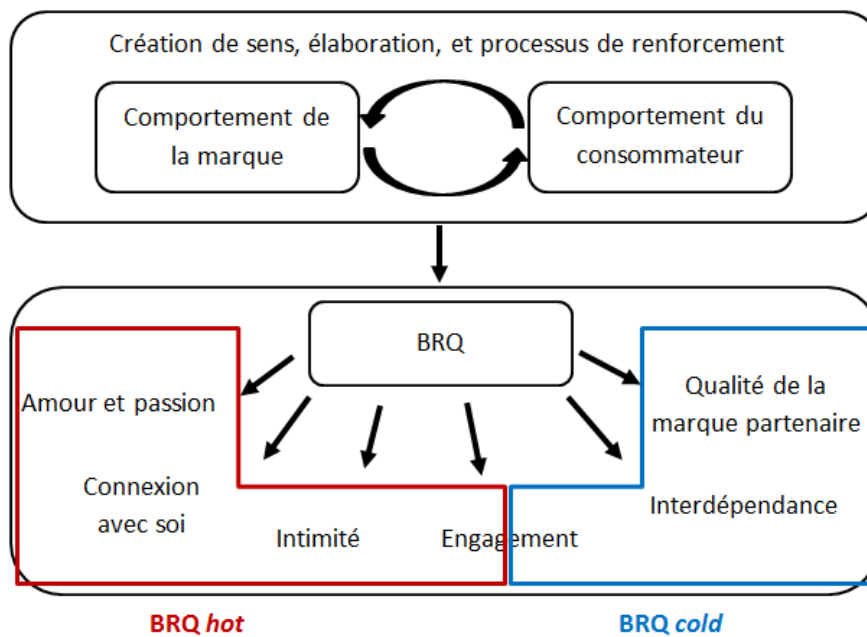 Création de sens, élaboration, et processus de renforcement
Comportement de
la marque
Comportement du
consommateur
BRQ
Amour et passion
Qualité de la
marque partenaire
Connexion
avec soi
Intimité
Engagement
Interdépendance
BRQ hot
BRQ cold